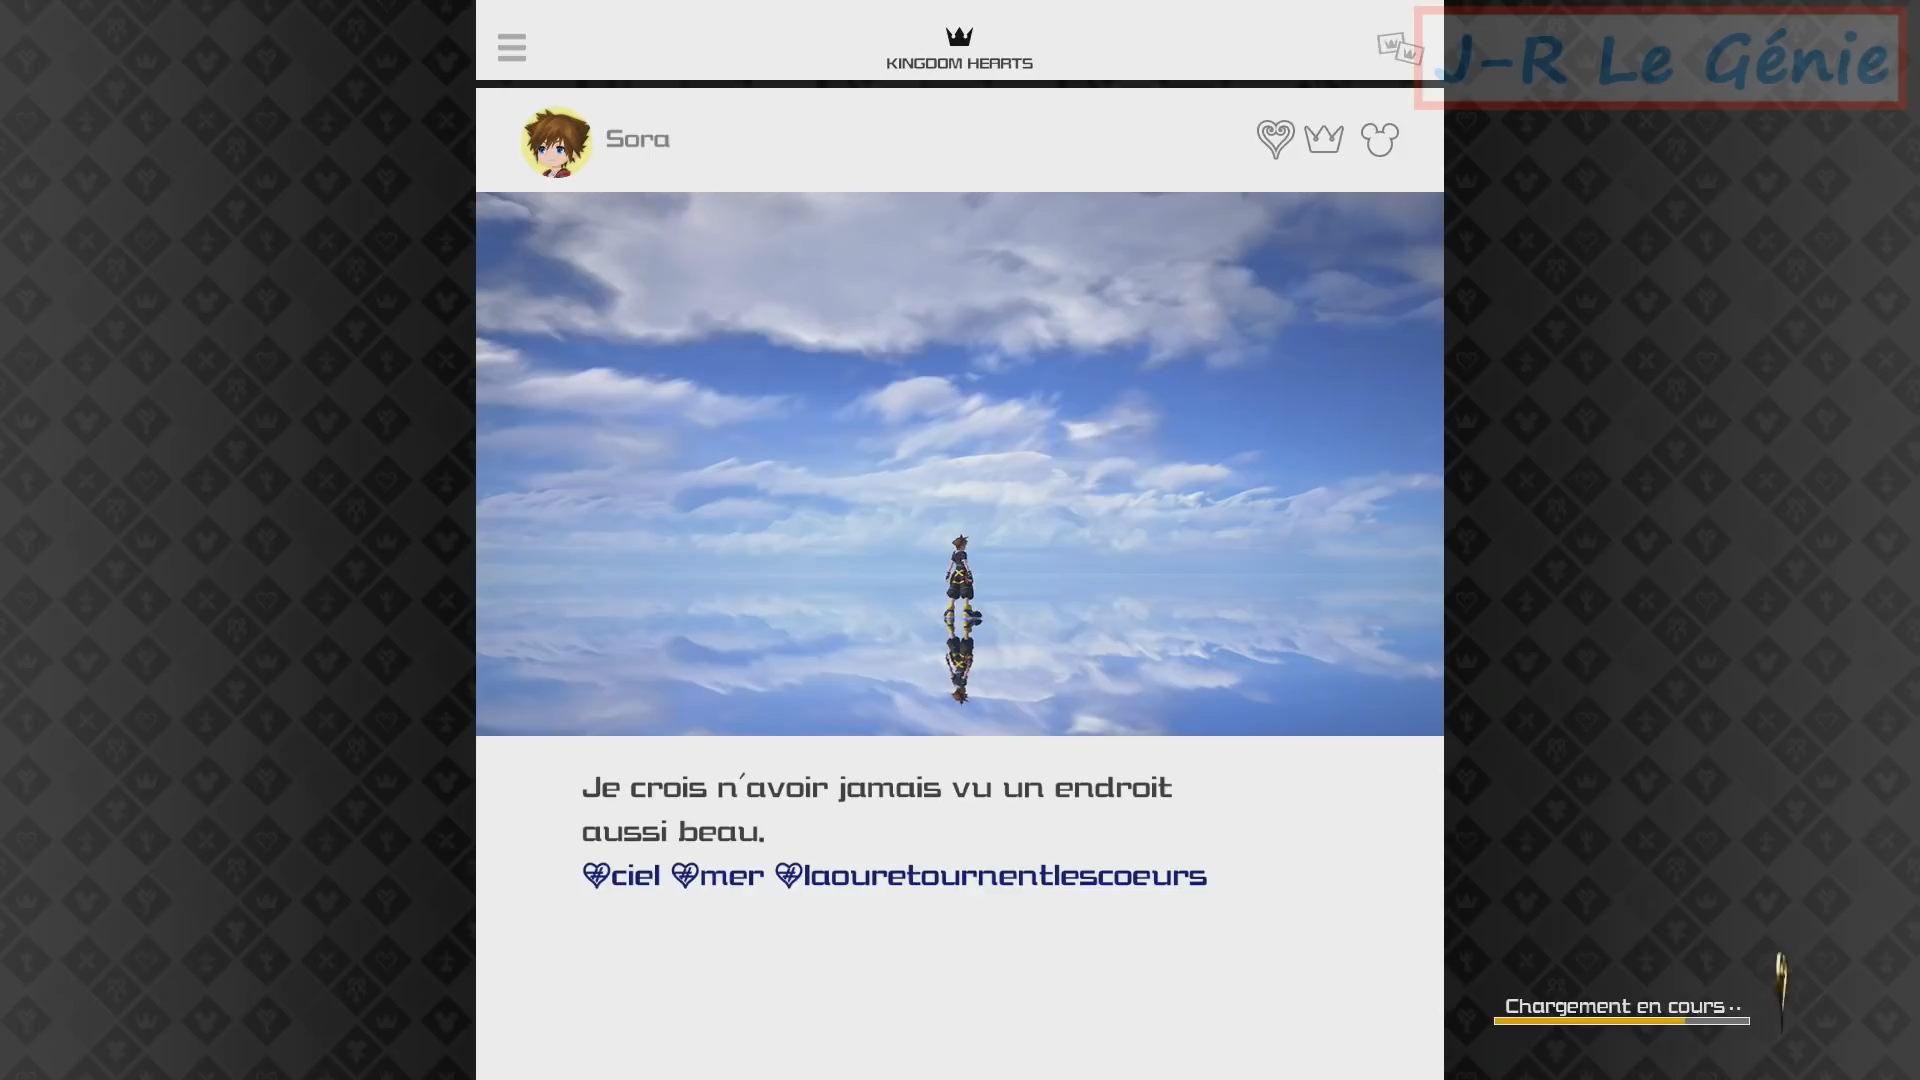 KINGDOM HEARTS
J-R Le Génie
Sora
Je crois n'avoir jamais vu un endroit
aussi beau.
#ciel #mer #laouretournentlescoeurs
Chargement en cours..